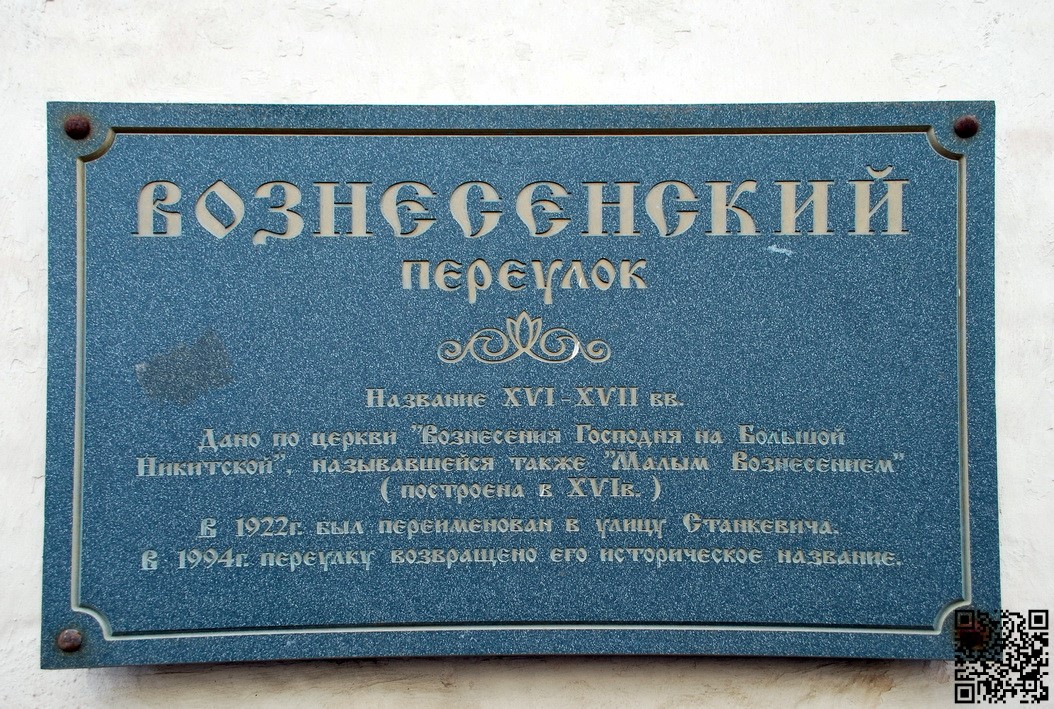 ВОЗНЕСЕНСКИЙ
ПЕРЕУЛОК
Название XVI-XVII вв.
Дано по церкви "Вознесения Господня на Большой
Никитской", называвшейся также "Малым Вознесением"
( построена в XVIв. )
В 1922г. был переименован в улицу Станкевича.
В 1994г. переулку возвращено его историческое название.